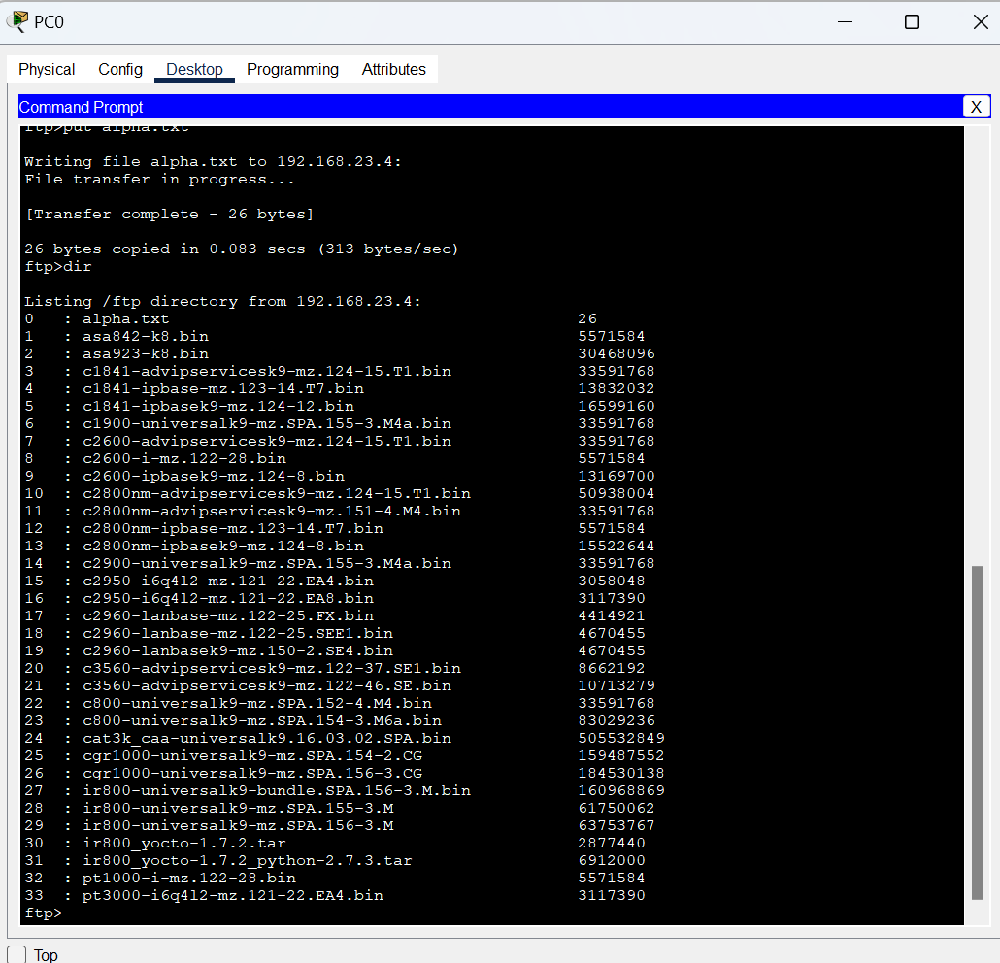 PC0
Physical Config Desktop Programming Attributes
Command Prompt X
ftp>put alpha.txt
Writing file alpha.txt to 192.168.23.4:
File transfer in progress...
[Transfer complete - 26 bytes]
26 bytes copied in 0.083 secs (313 bytes/sec)
ftp>dir
Listing /ftp directory from 192.168.23.4:
0 : alpha.txt 26
1 : asa842-k8.bin 5571584
2 : asa923-k8.bin 30468096
3 : c1841-advipservicesk9-mz.124-15.T1.bin 33591768
4 : c1841-ipbase-mz.123-14.T7.bin 13832032
5 : c1841-ipbasek9-mz.124-12.bin 16599160
6 : c1900-universalk9-mz.SPA.155-3.M4a.bin 33591768
7 : c2600-advipservicesk9-mz.124-15.T1.bin 33591768
8 : c2600-i-mz.122-28.bin 5571584
9 : c2600-ipbasek9-mz.124-8.bin 13169700
10 : c2800nm-advipservicesk9-mz.124-15.T1.bin 50938004
11 : c2800nm-advipservicesk9-mz.151-4.M4.bin 33591768
12 : c2800nm-ipbase-mz.123-14.T7.bin 5571584
13 : c2800nm-ipbasek9-mz.124-8.bin 15522644
14 : c2900-universalk9-mz.SPA.155-3.M4a.bin 33591768
15 : c2950-i6q4l2-mz.121-22.EA4.bin 3058048
16 : c2950-i6q4l2-mz.121-22.EA8.bin 3117390
17 : c2960-lanbase-mz.122-25.FX.bin 4414921
18 : c2960-lanbase-mz.122-25.SEE1.bin 4670455
19 : c2960-lanbasek9-mz.150-2.SE4.bin 4670455
20 : c3560-advipservicesk9-mz.122-37.SE1.bin 8662192
21 : c3560-advipservicesk9-mz.122-46.SE.bin 10713279
22 : c800-universalk9-mz.SPA.152-4.M4.bin 33591768
23 : c800-universalk9-mz.SPA.154-3.M6a.bin 83029236
24 : cat3k_caa-universalk9.16.03.02.SPA.bin 505532849
25 : cgr1000-universalk9-mz.SPA.154-2.CG 159487552
26 : cgr1000-universalk9-mz.SPA.156-3.CG 184530138
27 : ir800-universalk9-bundle.SPA.156-3.M.bin 160968869
28 : ir800-universalk9-mz.SPA.155-3.M 61750062
29 : ir800-universalk9-mz.SPA.156-3.M 63753767
30 : ir800_yocto-1.7.2.tar 2877440
31 : ir800_yocto-1.7.2_python-2.7.3.tar 6912000
32 : pt1000-i-mz.122-28.bin 5571584
33 : pt3000-i6q4l2-mz.121-22.EA4.bin 3117390
ftp>
Top